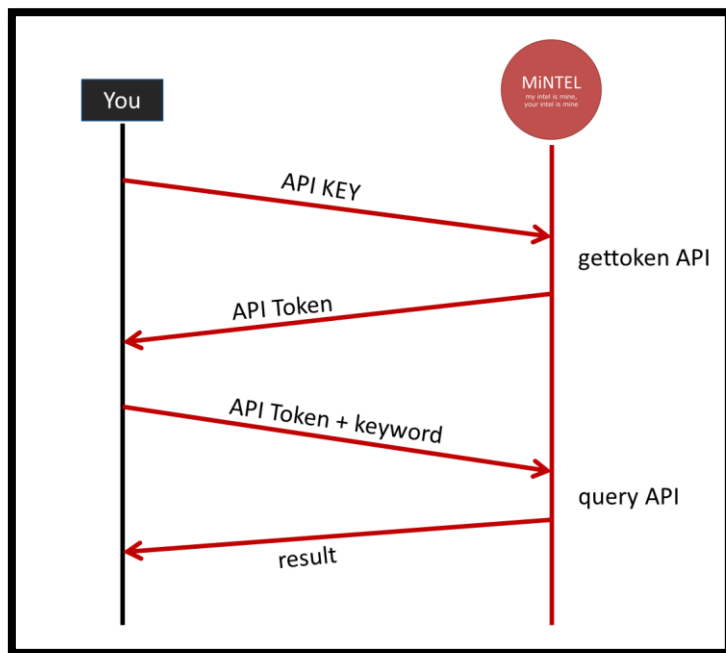 You
MiNTEL
my intel is mine,
your intel is mine
API KEY
gettoken API
API Token
API Token + keyword
query API
result